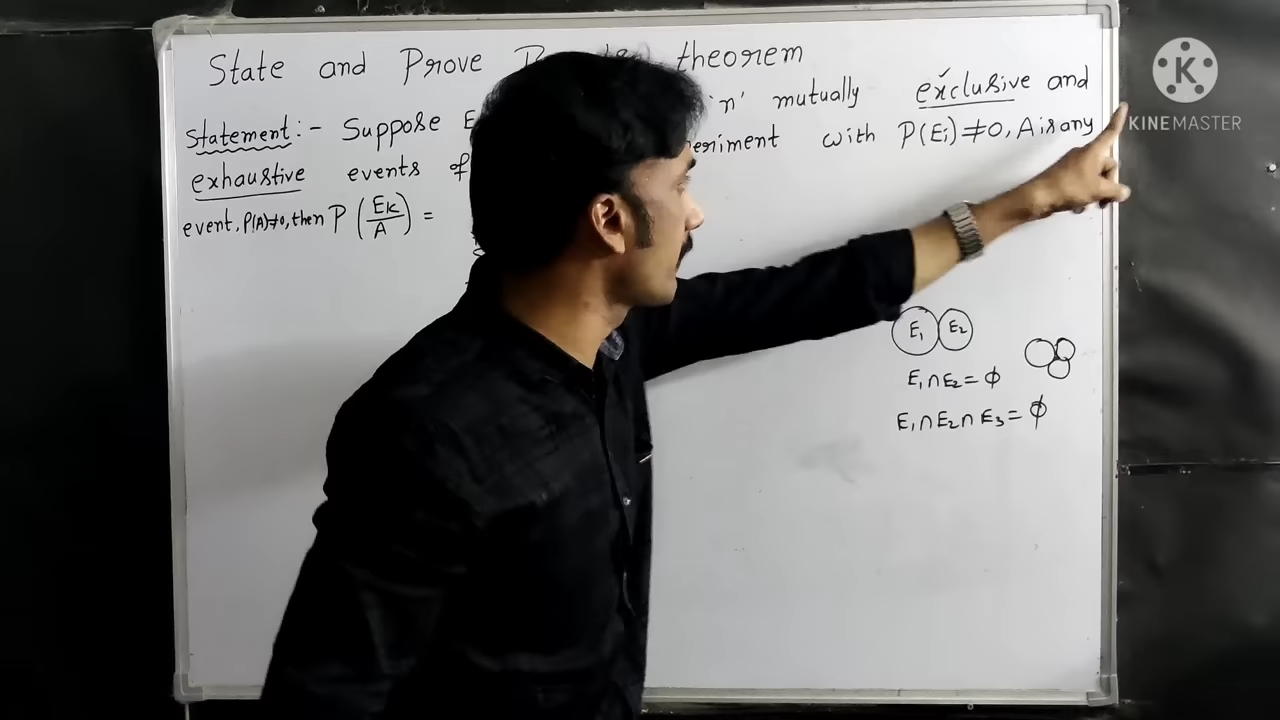 State and Prove theorem
Statement:- Suppose E 'n' mutually exclusive and
exhaustive events of with P(Ei)≠0, A is any
event, P(A)≠0, then P(EK/A) =
E1 E2
E1∩E2=ϕ
E1∩E2∩E3=ϕ
K
KINEMASTER